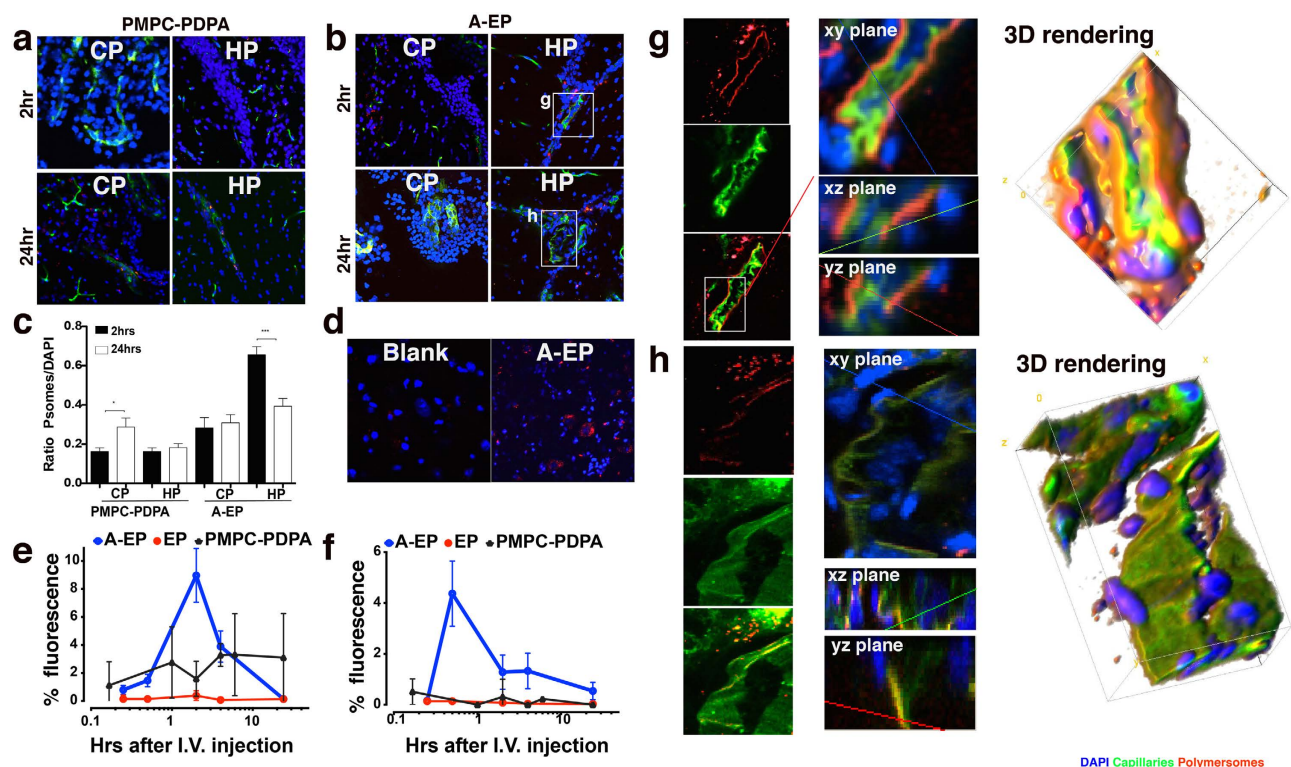 PMPC-PDPA
a
CP
HP
2hr
CP
HP
24hr
A-EP
b
CP
HP
g
2hr
CP
HP
h
24hr
c
Ratio Psomes/DAPI
0.8
0.6
0.4
0.2
0.0
2hrs
24hrs
*
***
CP
HP
CP
HP
PMPC-PDPA
A-EP
d
Blank
A-EP
e
A-EP EP PMPC-PDPA
% fluorescence
10
8
6
4
2
0
0.1 1 10
Hrs after I.V. injection
f
A-EP EP PMPC-PDPA
% fluorescence
6
4
2
0
0.1 1 10
Hrs after I.V. injection
g
xy plane
xz plane
yz plane
3D rendering
x
z
0
h
xy plane
xz plane
yz plane
3D rendering
0
x
z
DAPI Capillaries Polymersomes